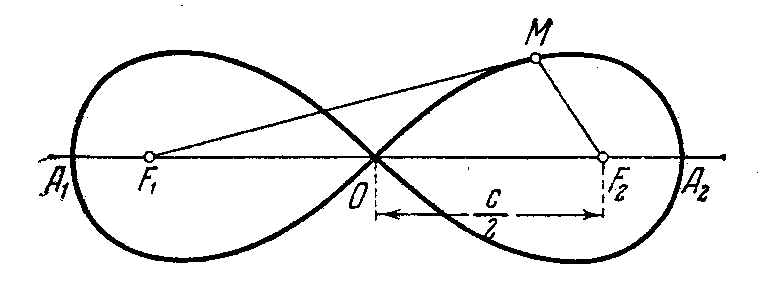 M
A₁ F₁ O F₂ A₂
c/2